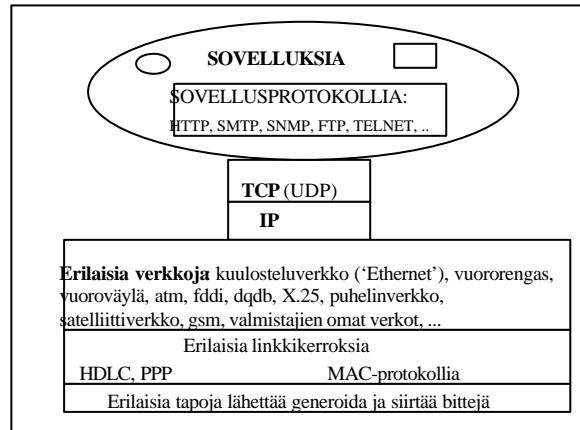 SOVELLUKSIA
SOVELLUSPROTOKOLLIA:
HTTP, SMTP, SNMP, FTP, TELNET, ..
TCP (UDP)
IP
Erilaisia verkkoja: kuulosteluverkko ('Ethernet'), vuororengas,
vuoroväylä, atm, fddi, dqdb, X.25, puhelinverkko,
satelliittiverkko, gsm, valmistajien omat verkot, ...
Erilaisia linkkikerroksia
HDLC, PPP MAC-protokollia
Erilaisia tapoja lähettää generoida ja siirtää bittejä